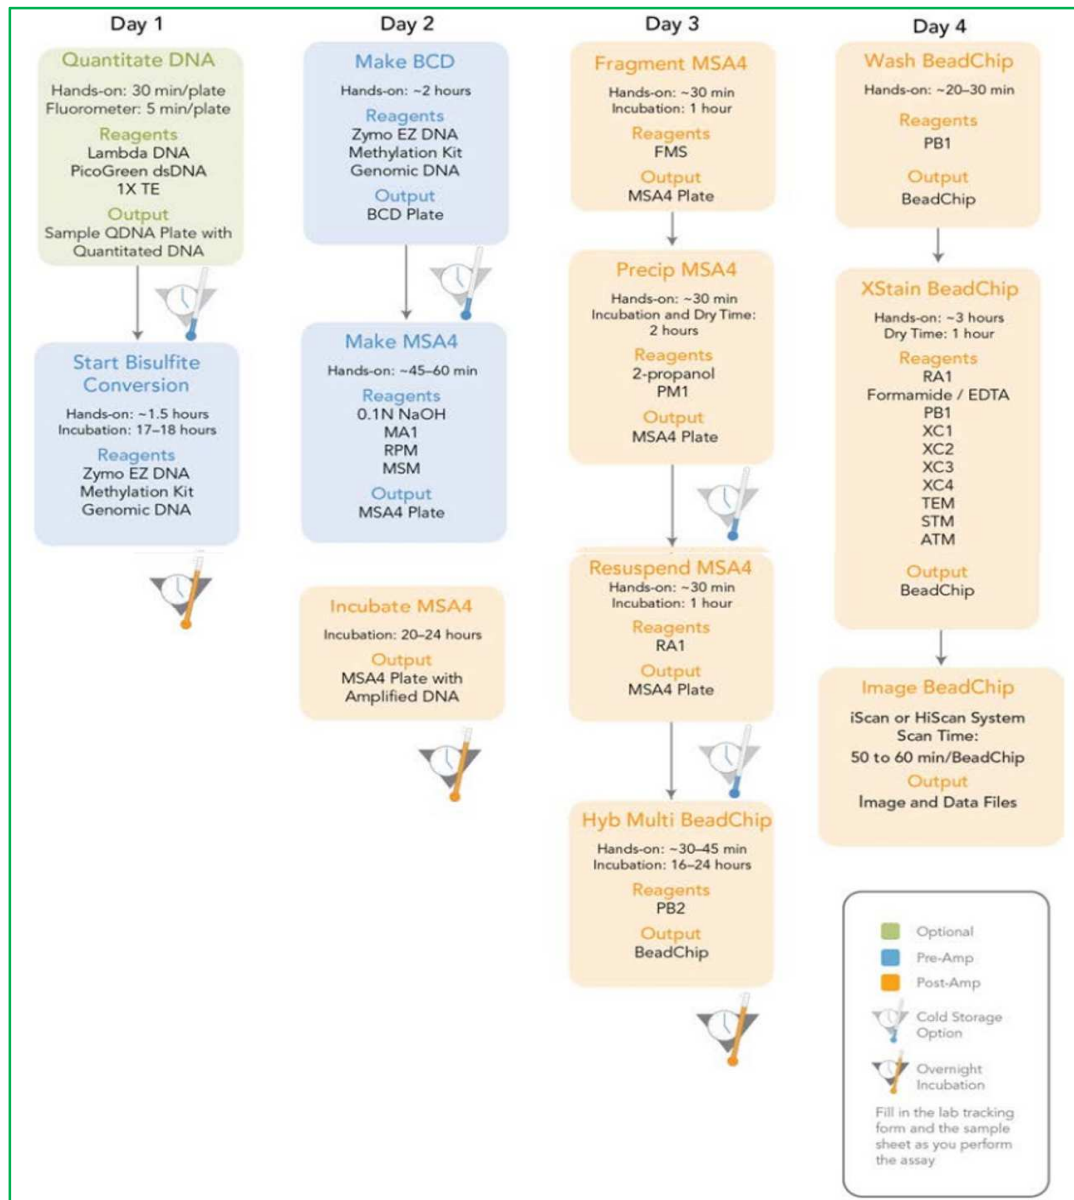 Day 1
Quantitate DNA
Hands-on: 30 min/plate
Fluorometer: 5 min/plate
Reagents
Lambda DNA
PicoGreen dsDNA
1X TE
Output
Sample QDNA Plate with
Quantitated DNA
Start Bisulfite
Conversion
Hands-on: ~1.5 hours
Incubation: 17–18 hours
Reagents
Zymo EZ DNA
Methylation Kit
Genomic DNA
Day 2
Make BCD
Hands-on: ~2 hours
Reagents
Zymo EZ DNA
Methylation Kit
Genomic DNA
Output
BCD Plate
Make MSA4
Hands-on: ~45–60 min
Reagents
0.1N NaOH
MA1
RPM
MSM
Output
MSA4 Plate
Incubate MSA4
Incubation: 20–24 hours
Output
MSA4 Plate with
Amplified DNA
Day 3
Fragment MSA4
Hands-on: ~30 min
Incubation: 1 hour
Reagents
FMS
Output
MSA4 Plate
Precip MSA4
Hands-on: ~30 min
Incubation and Dry Time:
2 hours
Reagents
2-propanol
PM1
Output
MSA4 Plate
Resuspend MSA4
Hands-on: ~30 min
Incubation: 1 hour
Reagents
RA1
Output
MSA4 Plate
Hyb Multi BeadChip
Hands-on: ~30–45 min
Incubation: 16–24 hours
Reagents
PB2
Output
BeadChip
Day 4
Wash BeadChip
Hands-on: ~20–30 min
Reagents
PB1
Output
BeadChip
XStain BeadChip
Hands-on: ~3 hours
Dry Time: 1 hour
Reagents
RA1
Formamide / EDTA
PB1
XC1
XC2
XC3
XC4
TEM
STM
ATM
Output
BeadChip
Image BeadChip
iScan or HiScan System
Scan Time:
50 to 60 min/BeadChip
Output
Image and Data Files
Optional
Pre-Amp
Post-Amp
Cold Storage
Option
Overnight
Incubation
Fill in the lab tracking
form and the sample
sheet as you perform
the assay